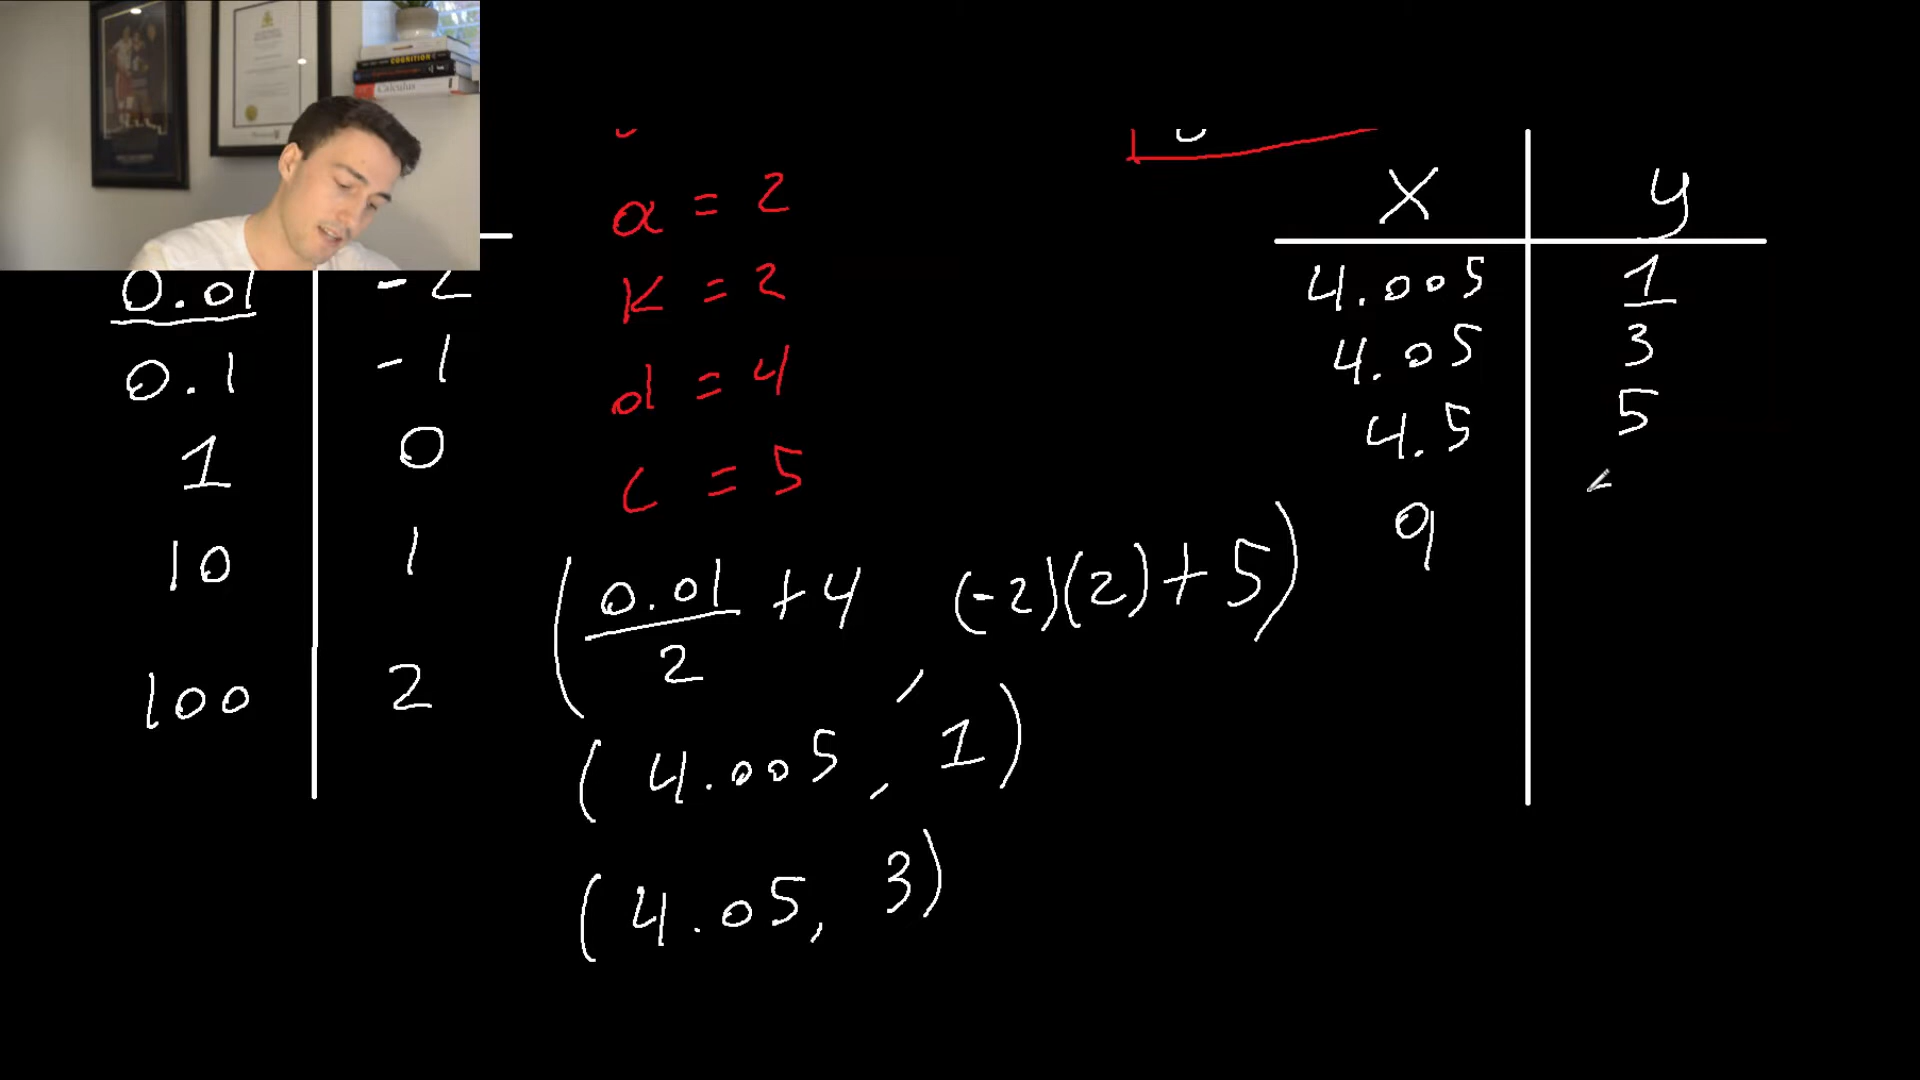 COGNITION
Calculus
a = 2
K = 2
d = 4
c = 5
0.01 -2
0.1 -1
1 0
10 1
100 2
(0.01/2 + 4 , (-2)(2) + 5)
(4.005, 1)
(4.05, 3)
x y
4.005 1
4.05 3
4.5 5
9